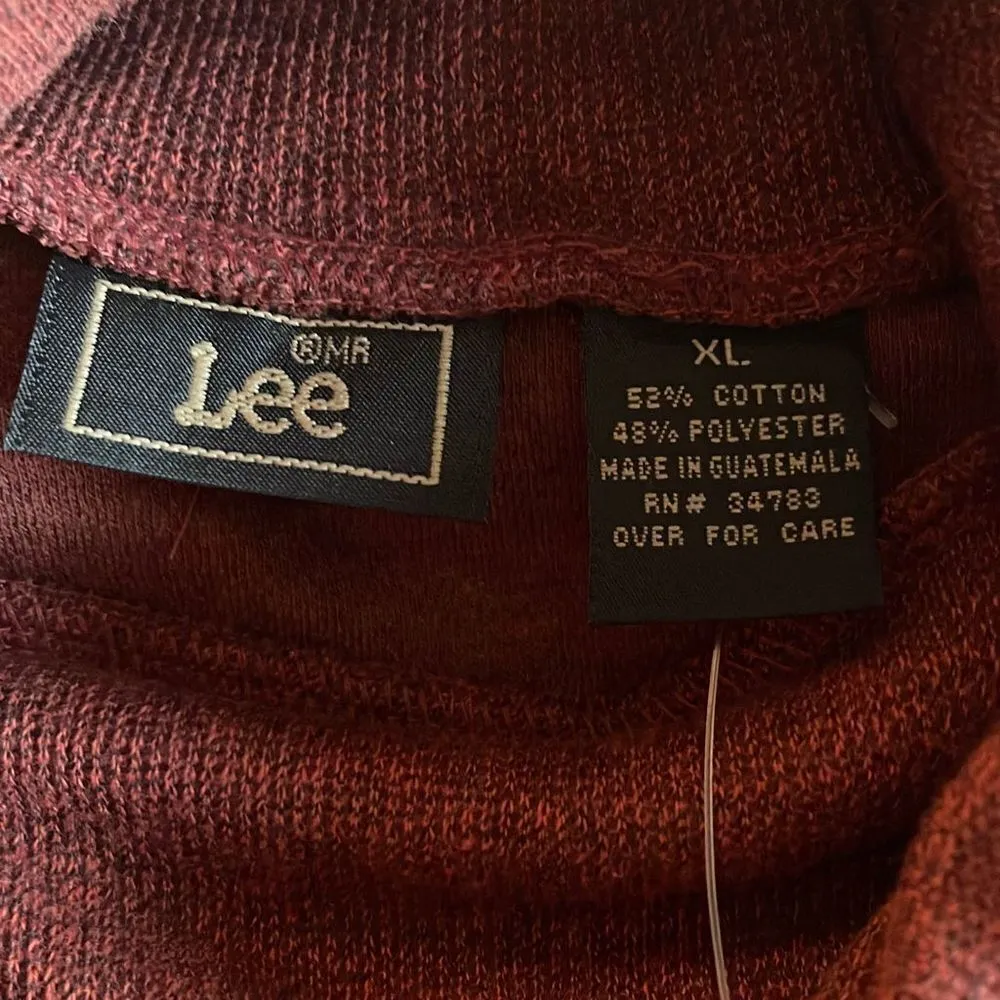 ®MR
Lee
XL
52% COTTON
48% POLYESTER
MADE IN GUATEMALA
RN# 34783
OVER FOR CARE